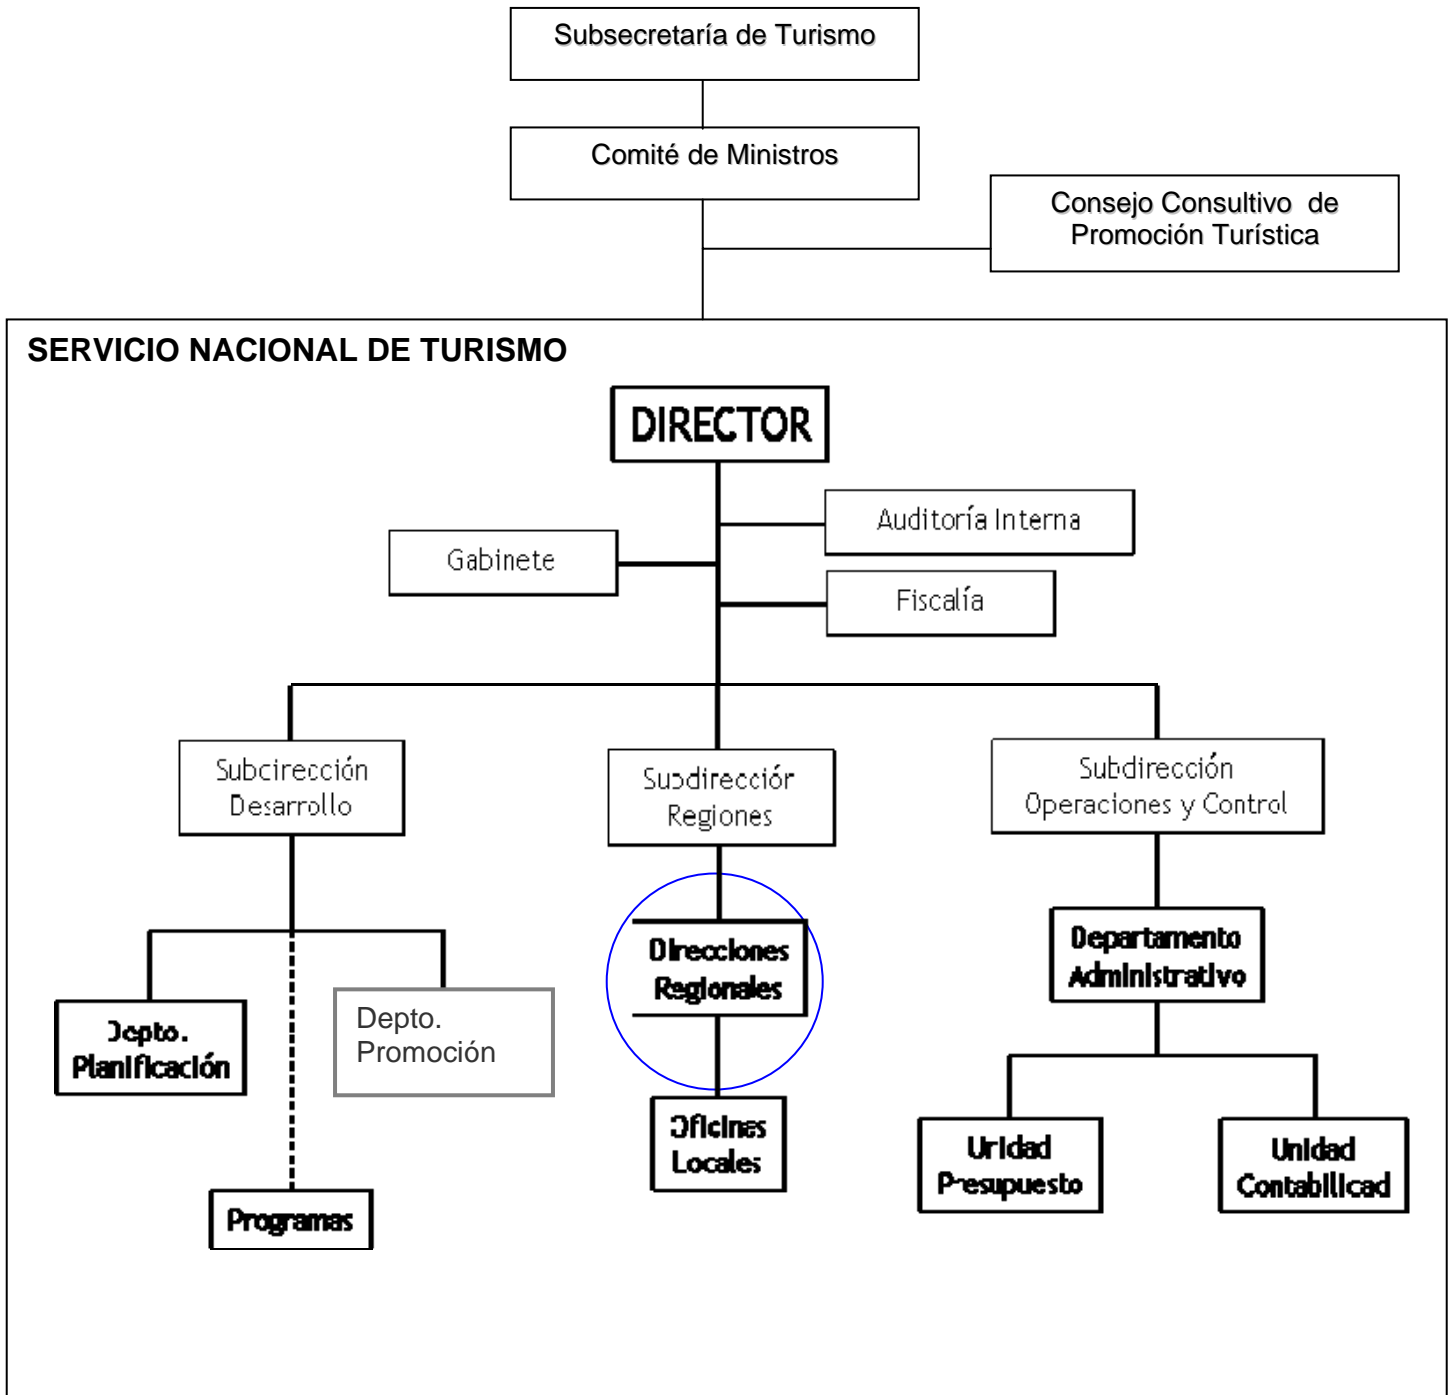 Subsecretaría de Turismo
Comité de Ministros
Consejo Consultivo de
Promoción Turística
SERVICIO NACIONAL DE TURISMO
DIRECTOR
Auditoría Interna
Gabinete
Fiscalía
Subdirección
Desarrollo
Subdirección
Regiones
Subdirección
Operaciones y Control
Direcciones
Regionales
Departamento
Administrativo
Depto.
Planificación
Depto.
Promoción
Oficinas
Locales
Unidad
Presupuesto
Unidad
Contabilidad
Programas